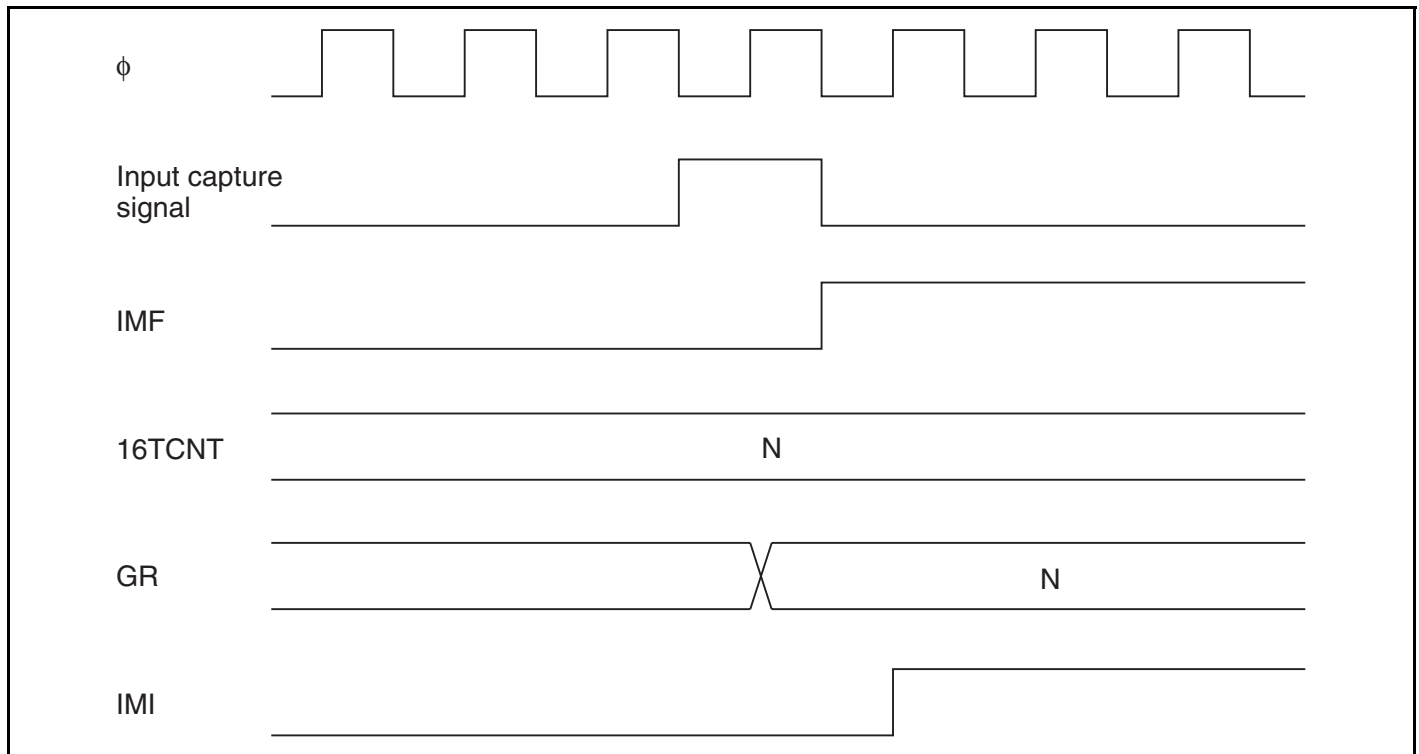 ϕ
Input capture
signal
IMF
16TCNT
N
GR
N
IMI